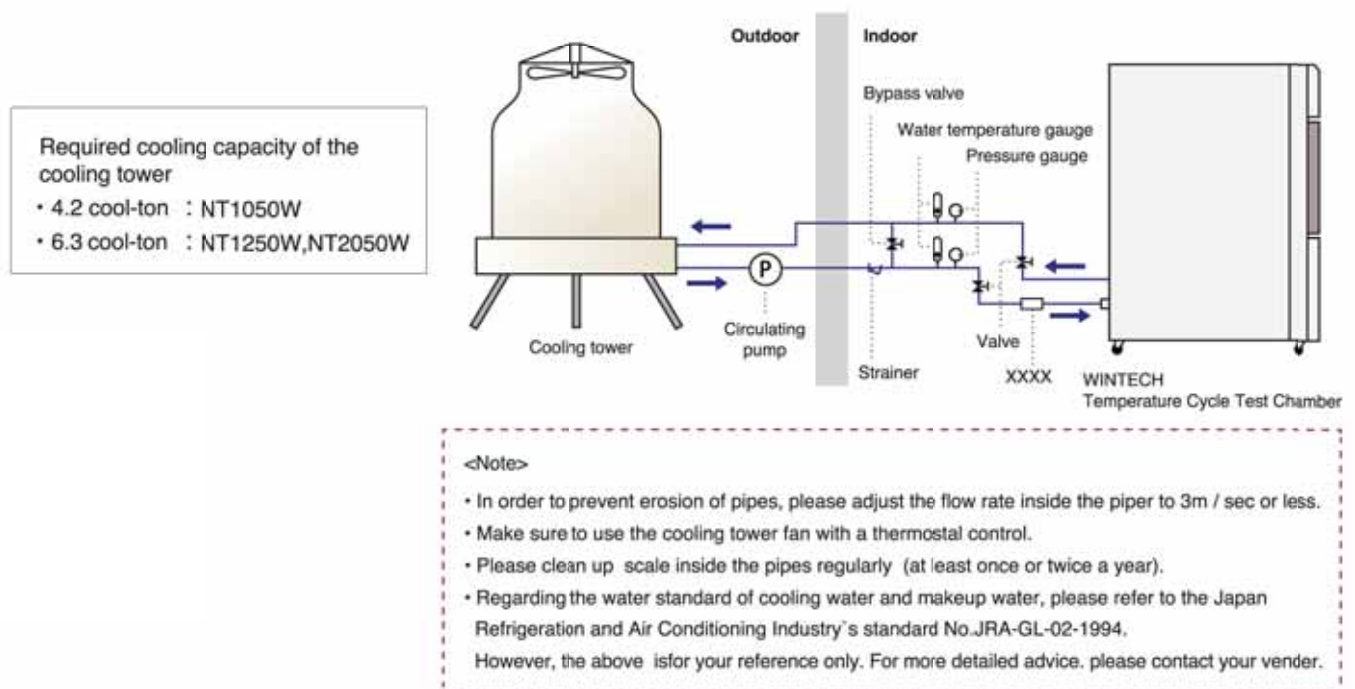 Required cooling capacity of the
cooling tower
・4.2 cool-ton : NT1050W
・6.3 cool-ton : NT1250W,NT2050W
Outdoor
Indoor
Bypass valve
Water temperature gauge
Pressure gauge
P
Cooling tower
Circulating
pump
Strainer
Valve
XXXX
WINTECH
Temperature Cycle Test Chamber
<Note>
・In order to prevent erosion of pipes, please adjust the flow rate inside the piper to 3m / sec or less.
・Make sure to use the cooling tower fan with a thermostal control.
・Please clean up scale inside the pipes regularly (at least once or twice a year).
・Regarding the water standard of cooling water and makeup water, please refer to the Japan
Refrigeration and Air Conditioning Industry`s standard No.JRA-GL-02-1994.
However, the above isfor your reference only. For more detailed advice. please contact your vender.